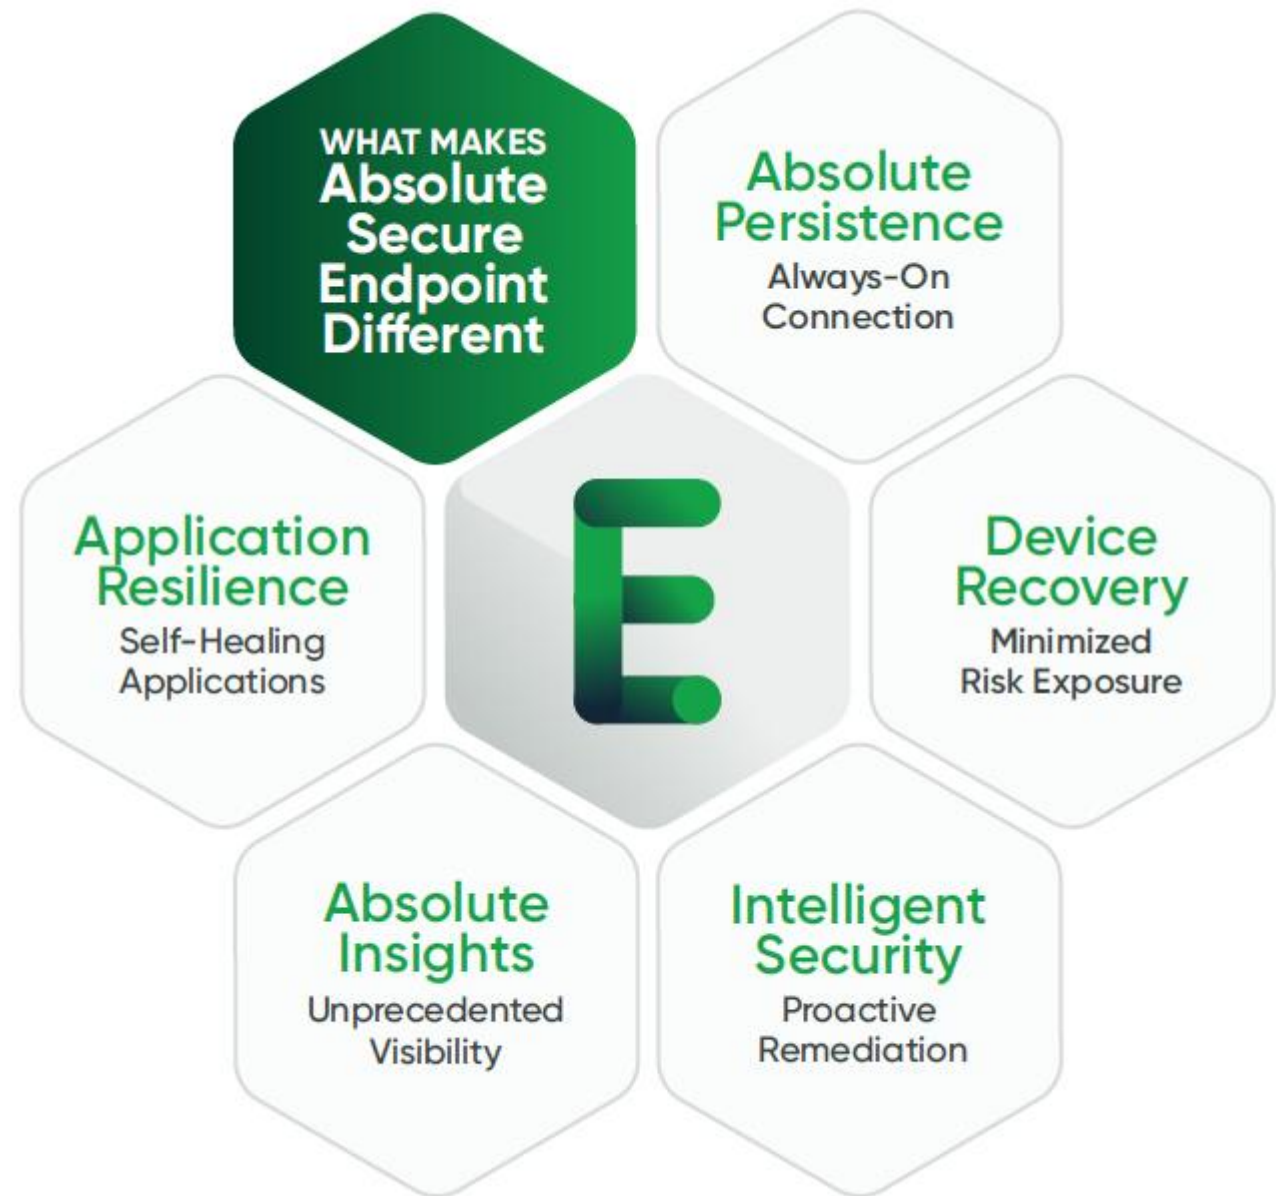 WHAT MAKES
Absolute
Secure
Endpoint
Different
Absolute
Persistence
Always-On
Connection
Application
Resilience
Self-Healing
Applications
E
Device
Recovery
Minimized
Risk Exposure
Absolute
Insights
Unprecedented
Visibility
Intelligent
Security
Proactive
Remediation